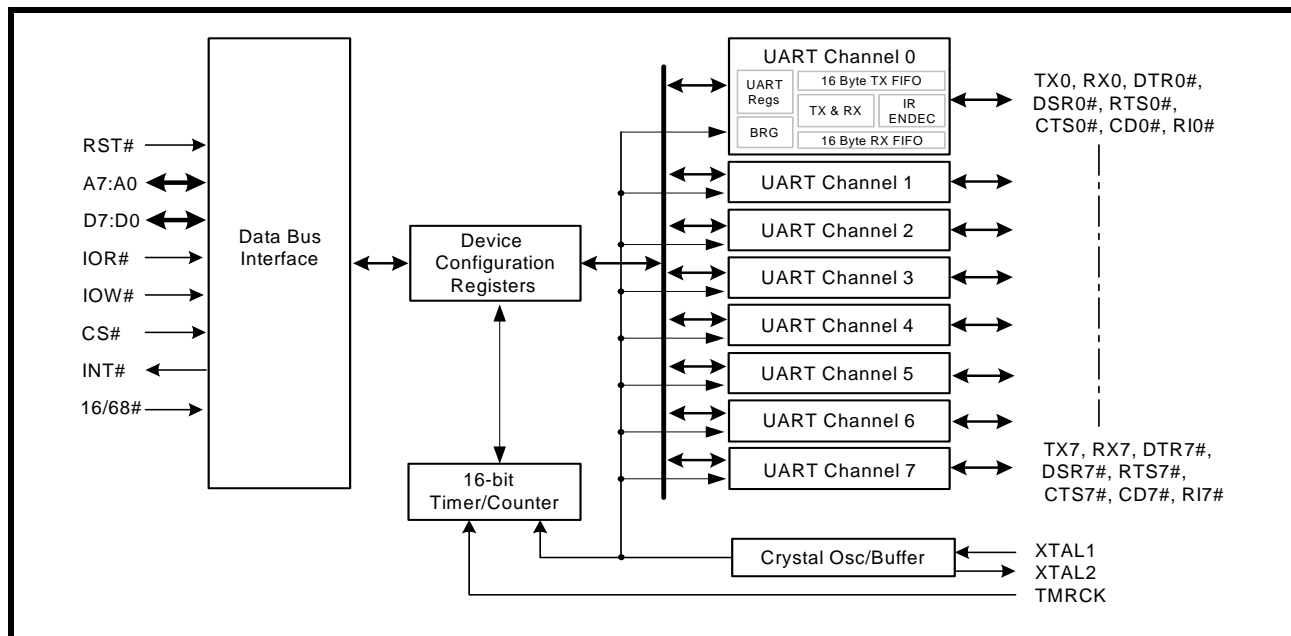 RST#
A7:A0
D7:D0
IOR#
IOW#
CS#
INT#
16/68#
Data Bus
Interface
Device
Configuration
Registers
16-bit
Timer/Counter
UART Channel 0
UART
Regs
16 Byte TX FIFO
TX & RX
IR
ENDEC
BRG
16 Byte RX FIFO
UART Channel 1
UART Channel 2
UART Channel 3
UART Channel 4
UART Channel 5
UART Channel 6
UART Channel 7
Crystal Osc/Buffer
TX0, RX0, DTR0#,
DSR0#, RTS0#,
CTS0#, CD0#, RI0#
TX7, RX7, DTR7#,
DSR7#, RTS7#,
CTS7#, CD7#, RI7#
XTAL1
XTAL2
TMRCK